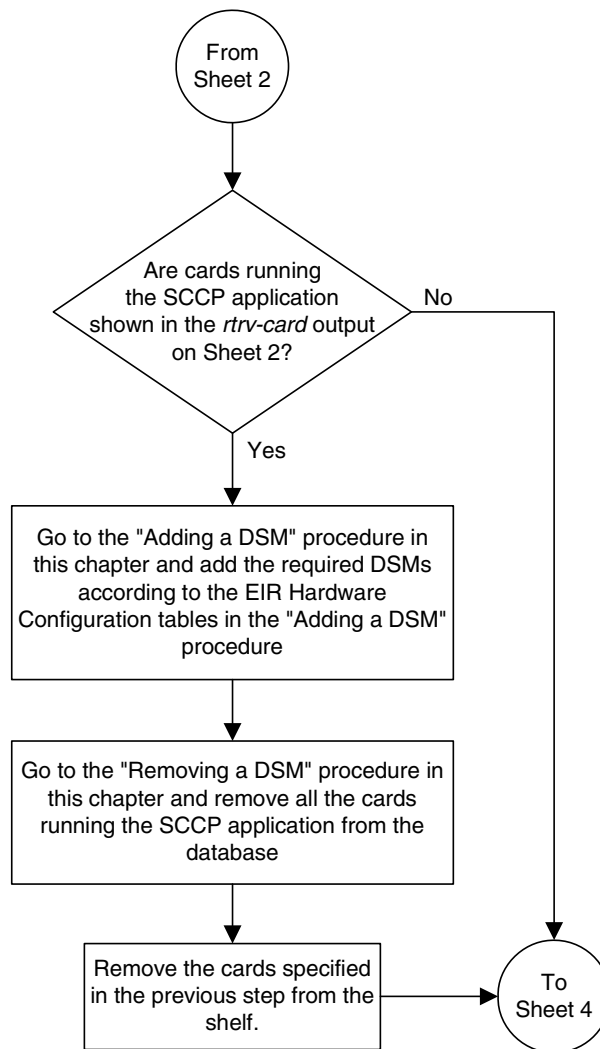 From
Sheet 2
Are cards running
the SCCP application
shown in the rtrv-card output
on Sheet 2?
No
Yes
Go to the "Adding a DSM" procedure in
this chapter and add the required DSMs
according to the EIR Hardware
Configuration tables in the "Adding a DSM"
procedure
Go to the "Removing a DSM" procedure in
this chapter and remove all the cards
running the SCCP application from the
database
Remove the cards specified
in the previous step from the
shelf.
To
Sheet 4